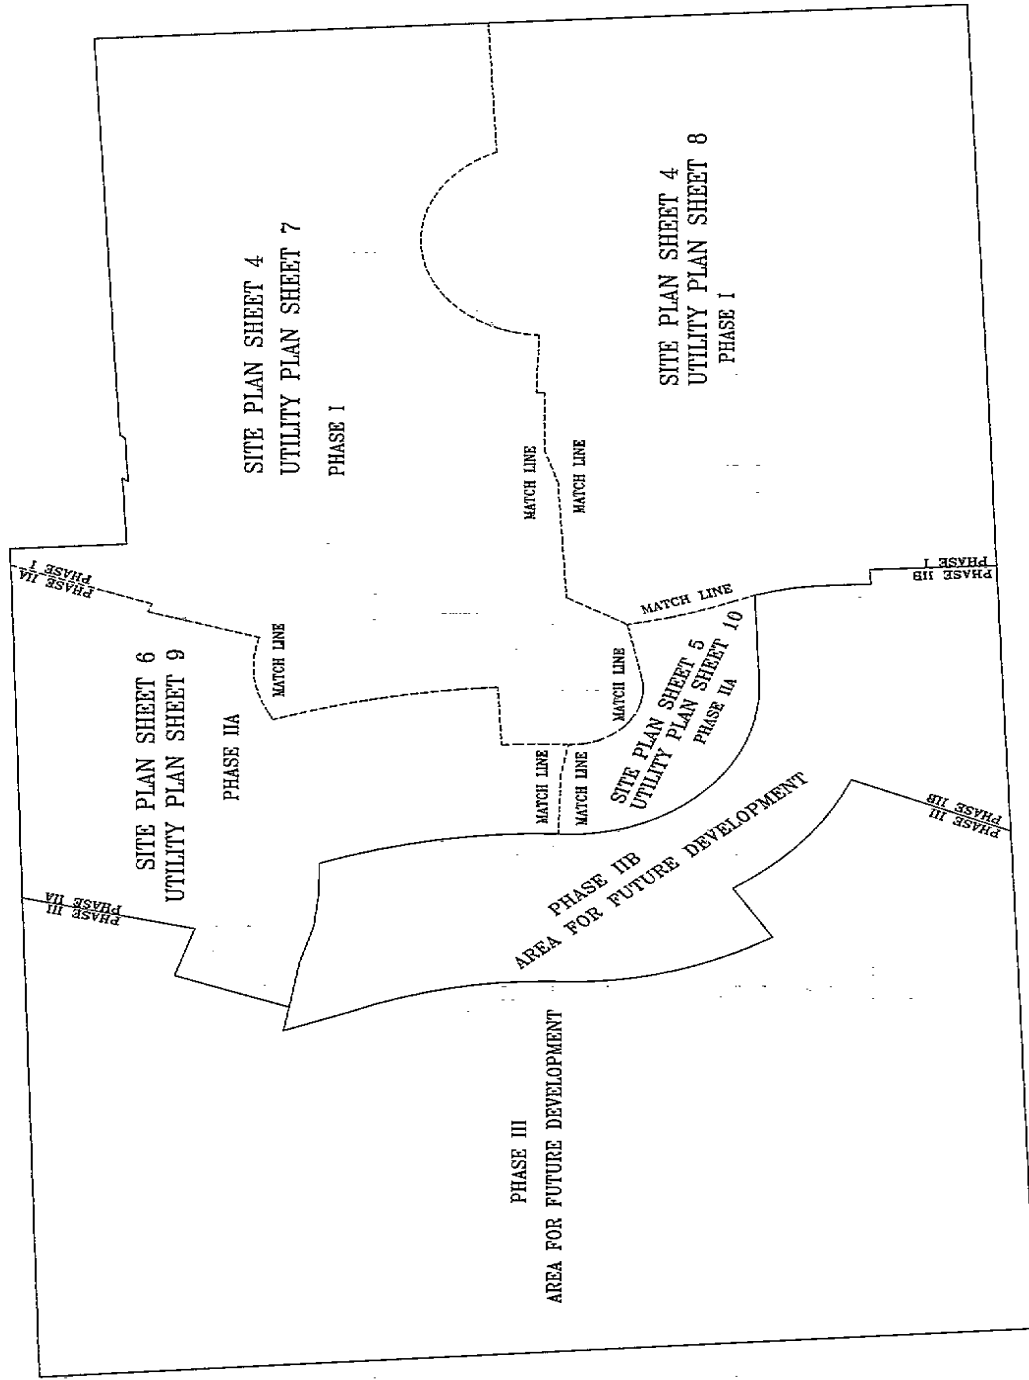 SITE PLAN SHEET 4
UTILITY PLAN SHEET 7
PHASE I
SITE PLAN SHEET 4
UTILITY PLAN SHEET 8
PHASE I
MATCH LINE
MATCH LINE
PHASE I
PHASE IIA
SITE PLAN SHEET 6
UTILITY PLAN SHEET 9
PHASE IIA
MATCH LINE
MATCH LINE
MATCH LINE
PHASE I
PHASE IIB
SITE PLAN SHEET 5
UTILITY PLAN SHEET 10
PHASE IIA
MATCH LINE
MATCH LINE
PHASE IIA
PHASE III
PHASE IIB
AREA FOR FUTURE DEVELOPMENT
PHASE IIB
PHASE III
PHASE III
AREA FOR FUTURE DEVELOPMENT